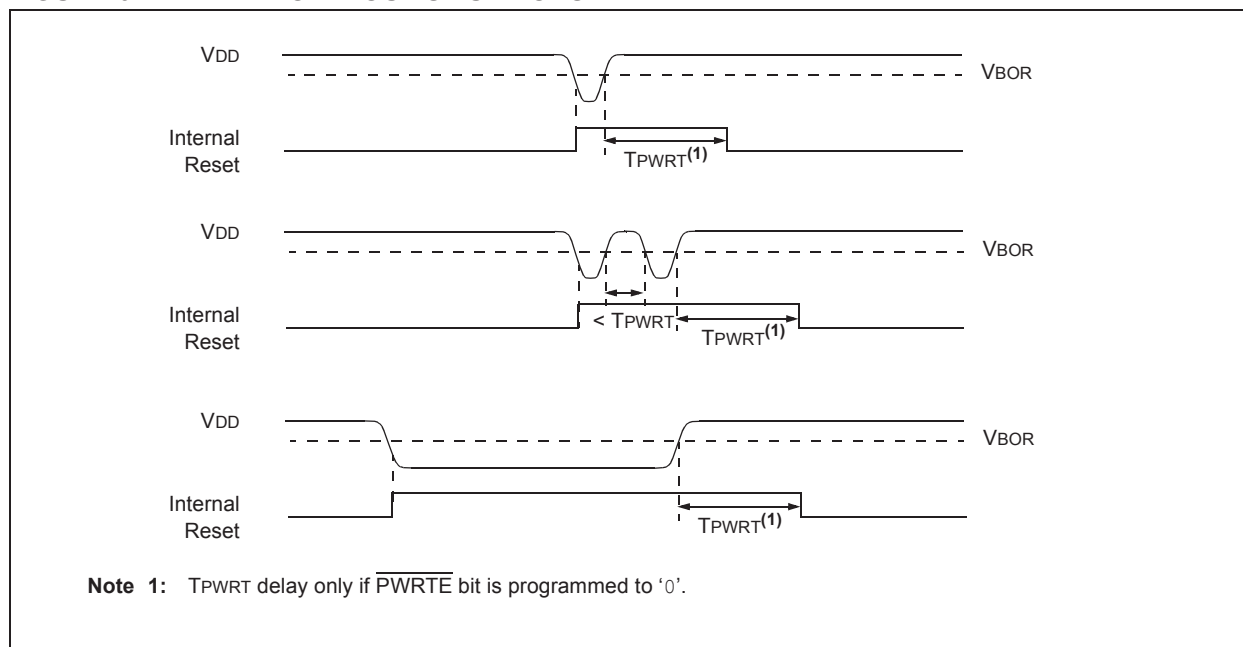 VDD
VBOR
Internal
Reset
TPWRT(1)
VDD
VBOR
Internal
Reset
< TPWRT
TPWRT(1)
VDD
VBOR
Internal
Reset
TPWRT(1)
Note 1: TPWRT delay only if PWRTE bit is programmed to ‘0’.